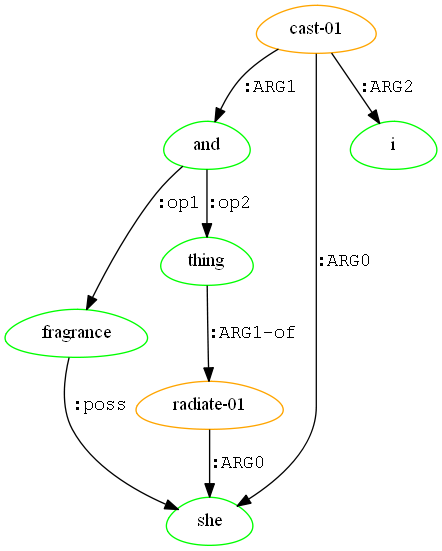 cast-01
:ARG1
:ARG2
and
i
:op1
:op2
thing
:ARG0
fragrance
:ARG1-of
:poss
radiate-01
:ARG0
she